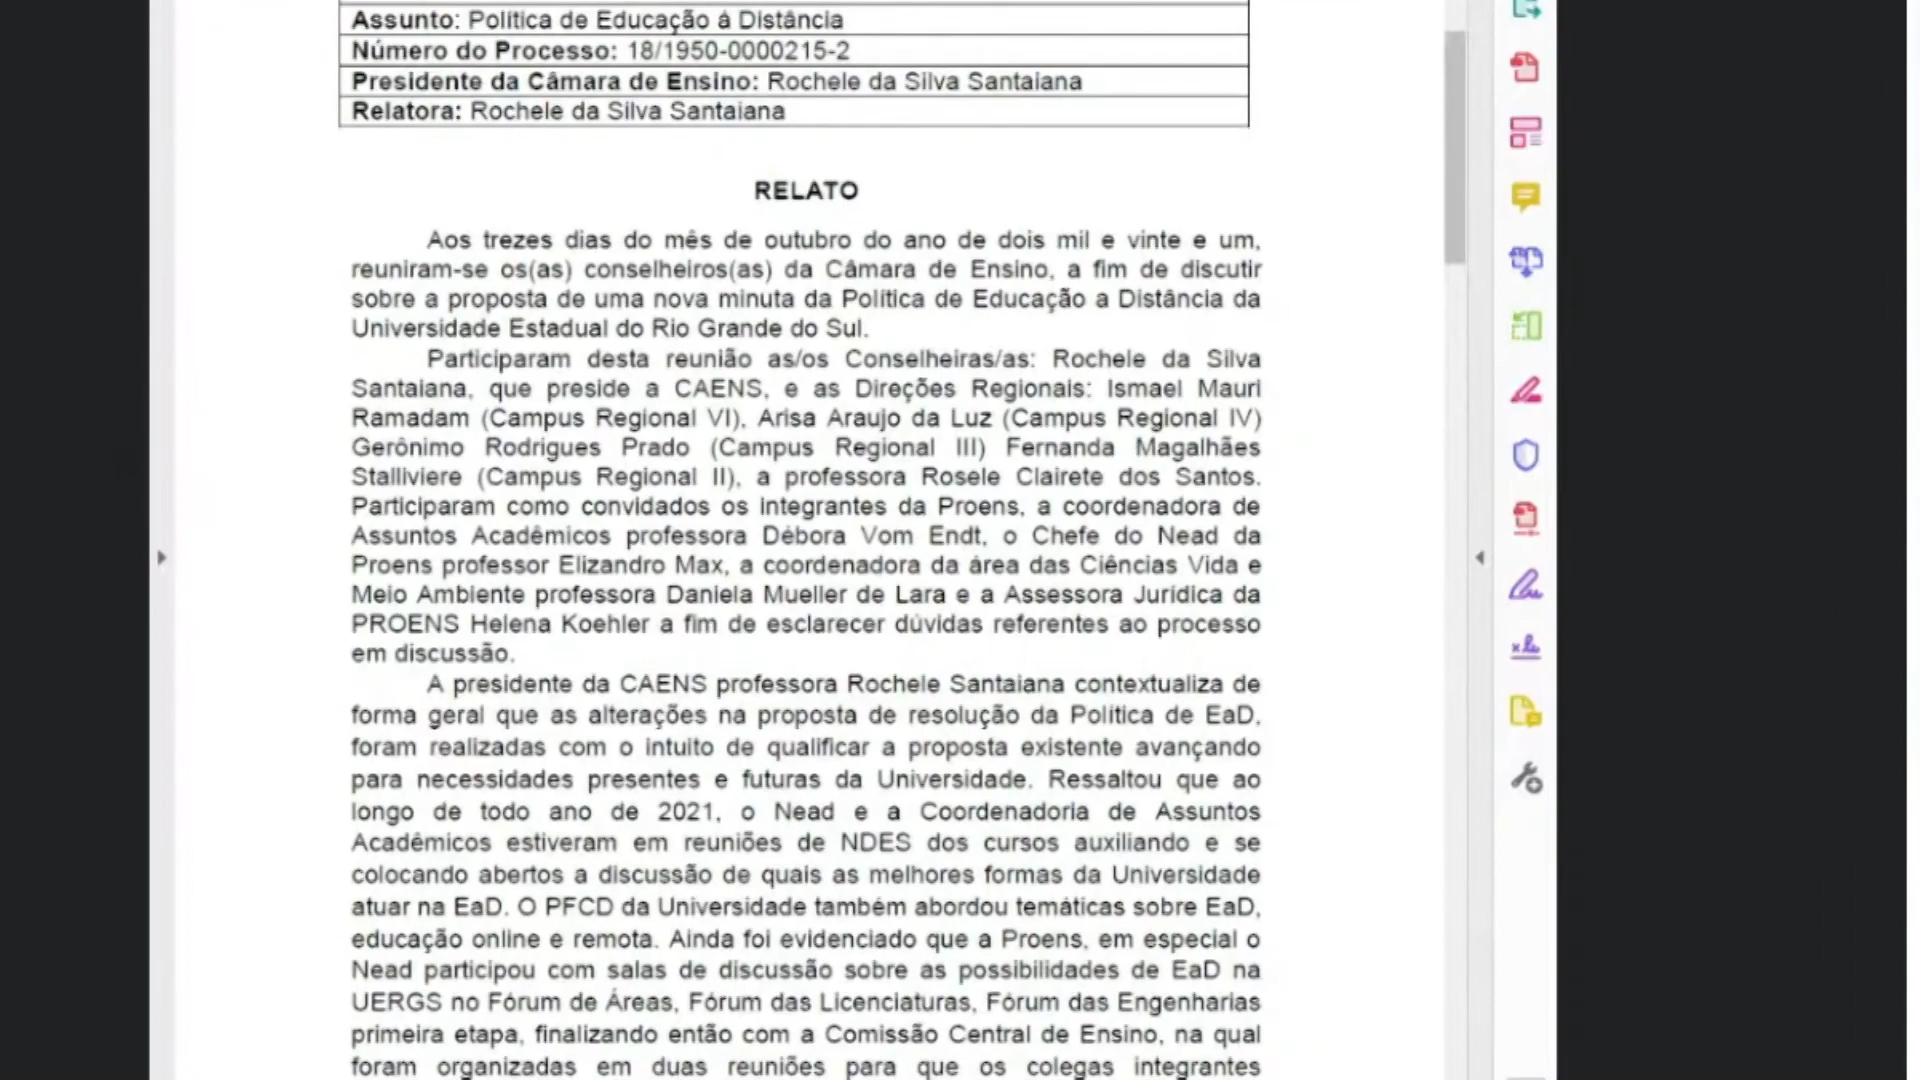 Assunto: Política de Educação á Distância
Número do Processo: 18/1950-0000215-2
Presidente da Câmara de Ensino: Rochele da Silva Santaiana
Relatora: Rochele da Silva Santaiana
RELATO
Aos trezes dias do mês de outubro do ano de dois mil e vinte e um,
reuniram-se os(as) conselheiros(as) da Câmara de Ensino, a fim de discutir
sobre a proposta de uma nova minuta da Política de Educação a Distância da
Universidade Estadual do Rio Grande do Sul.
Participaram desta reunião as/os Conselheiras/as: Rochele da Silva
Santaiana, que preside a CAENS, e as Direções Regionais: Ismael Mauri
Ramadam (Campus Regional VI), Arisa Araujo da Luz (Campus Regional IV)
Gerônimo Rodrigues Prado (Campus Regional III) Fernanda Magalhães
Stalliviere (Campus Regional II), a professora Rosele Clairete dos Santos.
Participaram como convidados os integrantes da Proens, a coordenadora de
Assuntos Acadêmicos professora Débora Vom Endt, o Chefe do Nead da
Proens professor Elizandro Max, a coordenadora da área das Ciências Vida e
Meio Ambiente professora Daniela Mueller de Lara e a Assessora Jurídica da
PROENS Helena Koehler a fim de esclarecer dúvidas referentes ao processo
em discussão.
A presidente da CAENS professora Rochele Santaiana contextualiza de
forma geral que as alterações na proposta de resolução da Política de EaD,
foram realizadas com o intuito de qualificar a proposta existente avançando
para necessidades presentes e futuras da Universidade. Ressaltou que ao
longo de todo ano de 2021, o Nead e a Coordenadoria de Assuntos
Acadêmicos estiveram em reuniões de NDES dos cursos auxiliando e se
colocando abertos a discussão de quais as melhores formas da Universidade
atuar na EaD. O PFCD da Universidade também abordou temáticas sobre EaD,
educação online e remota. Ainda foi evidenciado que a Proens, em especial o
Nead participou com salas de discussão sobre as possibilidades de EaD na
UERGS no Fórum de Áreas, Fórum das Licenciaturas, Fórum das Engenharias
primeira etapa, finalizando então com a Comissão Central de Ensino, na qual
foram organizadas em duas reuniões para que os colegas integrantes